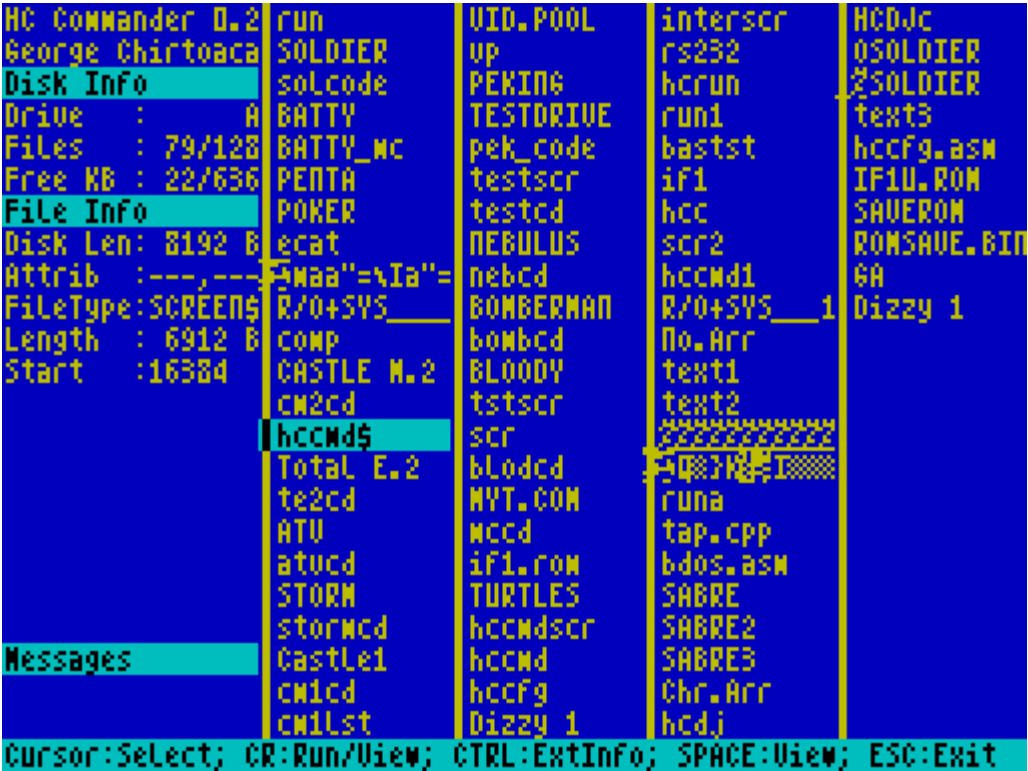 HC Commander 0.2
George Chirtoaca
Disk Info
Drive : A
Files : 79/128
Free KB : 22/636
File Info
Disk Len: 8192 B
Attrib :---,---
FileType:SCREEN$
Length : 6912 B
Start :16384
Messages
run
SOLDIER
solcode
BATTY
BATTY_mc
PENTA
POKER
ecat
R/O+SYS____
comp
CASTLE M.2
cm2cd
hccmd$
Total E.2
te2cd
ATV
atvcd
STORM
stormcd
Castle1
cm1cd
cm1lst
VID.POOL
up
PEKING
TESTDRIVE
pek_code
testscr
testcd
NEBULUS
nebcd
BOMBERMAN
bombcd
BLOODY
tstscr
scr
blodcd
MYT.COM
mccd
if1.rom
TURTLES
hccmdscr
hccmd
hccfg
Dizzy 1
interscr
rs232
hcrun
run1
bastst
if1
hcc
scr2
hccmd1
R/O+SYS___1
No.Arr
text1
text2
runa
tap.cpp
bdos.asm
SABRE
SABRE2
SABRE3
Chr.Arr
hcdj
HCDJc
OSOLDIER
text3
hccfg.asm
IF1U.ROM
SAVEROM
ROMSAVE.BIN
GA
Dizzy 1
Cursor:Select; CR:Run/View; CTRL:ExtInfo; SPACE:View; ESC:Exit